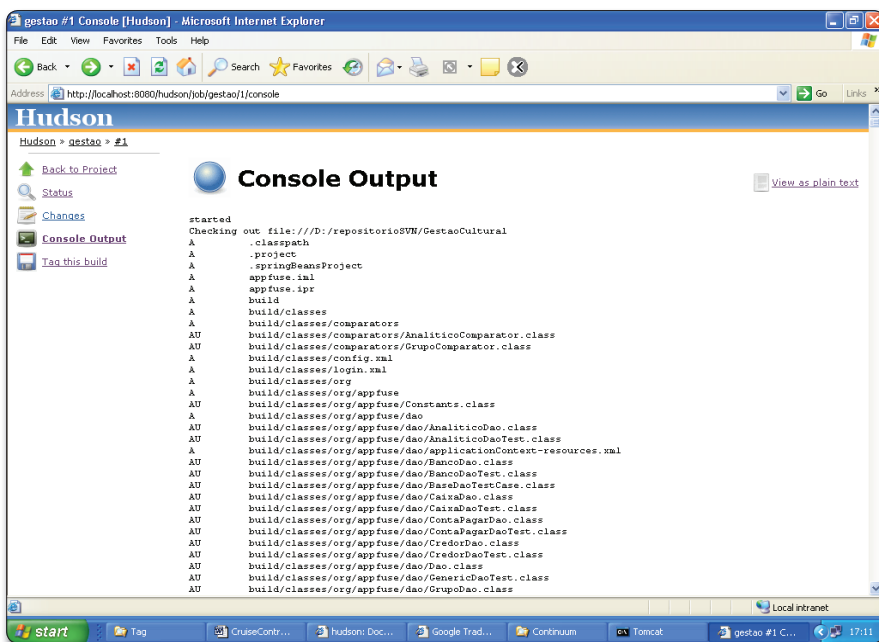 gestao #1 Console [Hudson] - Microsoft Internet Explorer
File Edit View Favorites Tools Help
Back Search Favorites
Address http://localhost:8080/hudson/job/gestao/1/console Go Links »
Hudson
Hudson » gestao » #1
Back to Project
Status
Changes
Console Output
Tag this build
Console Output
View as plain text
started
Checking out file:///D:/repositorioSVN/GestaoCultural
A .classpath
A .project
A .springBeansProject
A appfuse.iml
A appfuse.ipr
A build
A build/classes
A build/classes/comparators
AU build/classes/comparators/AnaliticoComparator.class
AU build/classes/comparators/GrupoComparator.class
A build/classes/config.xml
A build/classes/login.xml
A build/classes/org
A build/classes/org/appfuse
AU build/classes/org/appfuse/Constants.class
A build/classes/org/appfuse/dao
AU build/classes/org/appfuse/dao/AnaliticoDao.class
AU build/classes/org/appfuse/dao/AnaliticoDaoTest.class
A build/classes/org/appfuse/dao/applicationContext-resources.xml
AU build/classes/org/appfuse/dao/BancoDao.class
AU build/classes/org/appfuse/dao/BancoDaoTest.class
AU build/classes/org/appfuse/dao/BaseDaoTestCase.class
AU build/classes/org/appfuse/dao/CaixaDao.class
AU build/classes/org/appfuse/dao/CaixaDaoTest.class
AU build/classes/org/appfuse/dao/ContaPagarDao.class
AU build/classes/org/appfuse/dao/ContaPagarDaoTest.class
AU build/classes/org/appfuse/dao/CredorDao.class
AU build/classes/org/appfuse/dao/CredorDaoTest.class
AU build/classes/org/appfuse/dao/Dao.class
AU build/classes/org/appfuse/dao/GenericDaoTest.class
AU build/classes/org/appfuse/dao/GrupoDao.class
Local intranet
start Tag CruiseContr... hudson: Doc... Google Trad... Continuum Tomcat gestao #1 C... 17:11